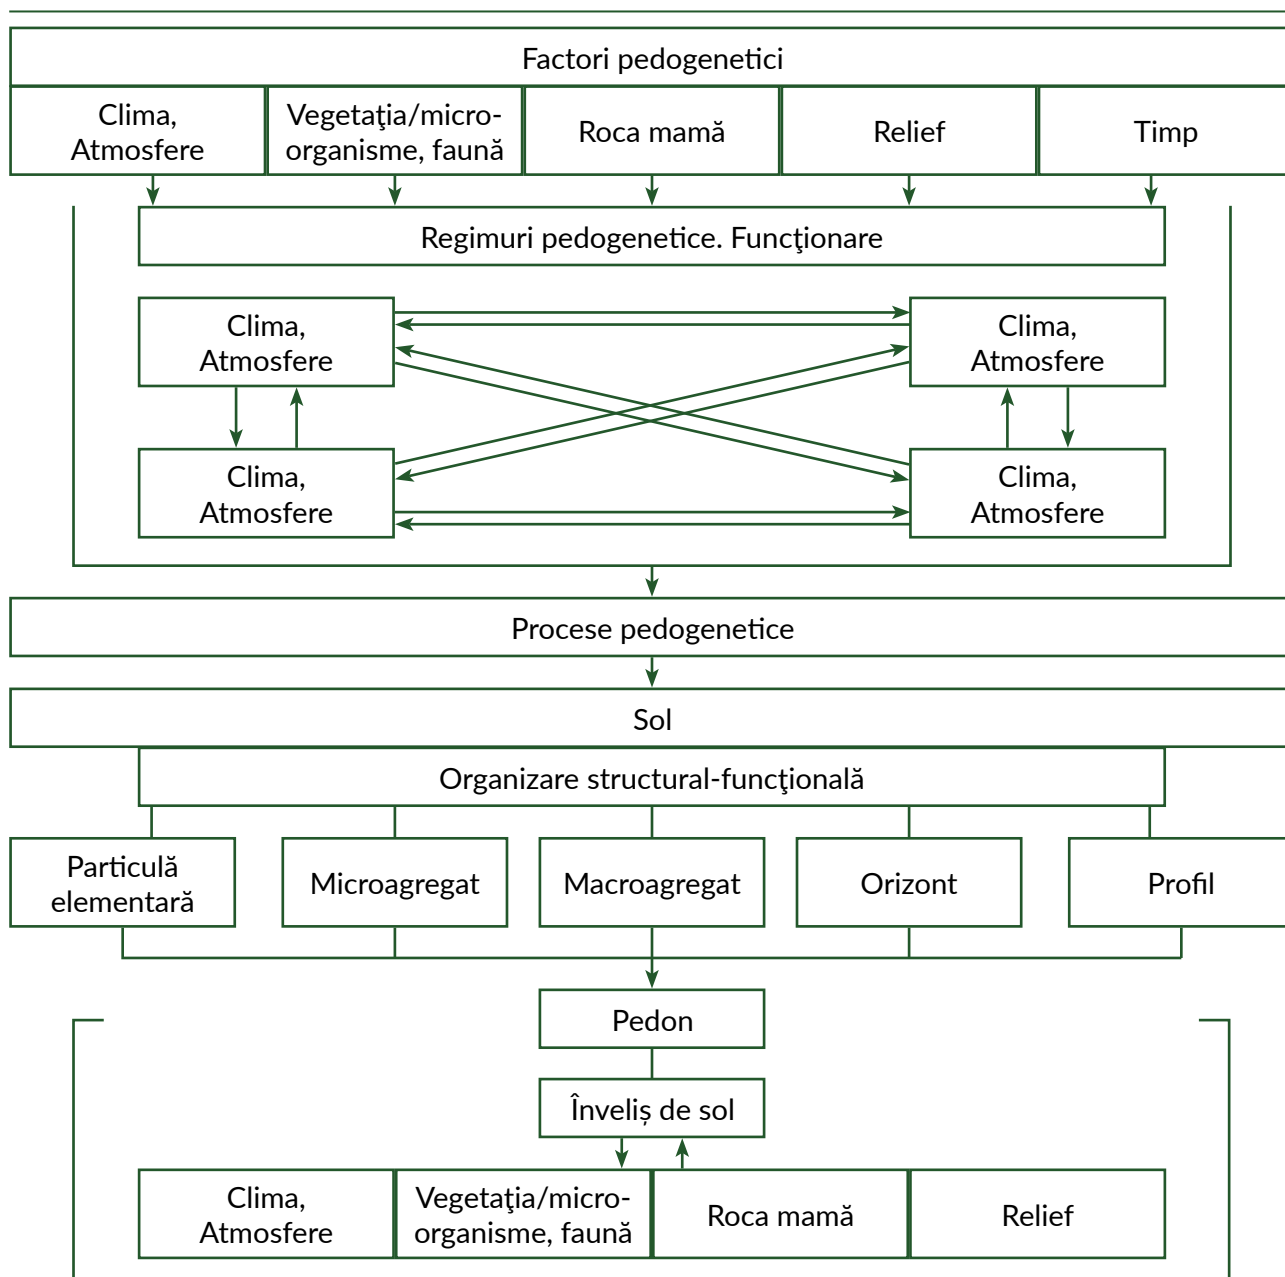 Factori pedogenetici
Clima,
Atmosfere
Vegetaţia/micro-
organisme, faună
Roca mamă
Relief
Timp
Regimuri pedogenetice. Funcţionare
Clima,
Atmosfere
Clima,
Atmosfere
Clima,
Atmosfere
Clima,
Atmosfere
Procese pedogenetice
Sol
Organizare structural-funcţională
Particulă
elementară
Microagregat
Macroagregat
Orizont
Profil
Pedon
Înveliș de sol
Clima,
Atmosfere
Vegetaţia/micro-
organisme, faună
Roca mamă
Relief